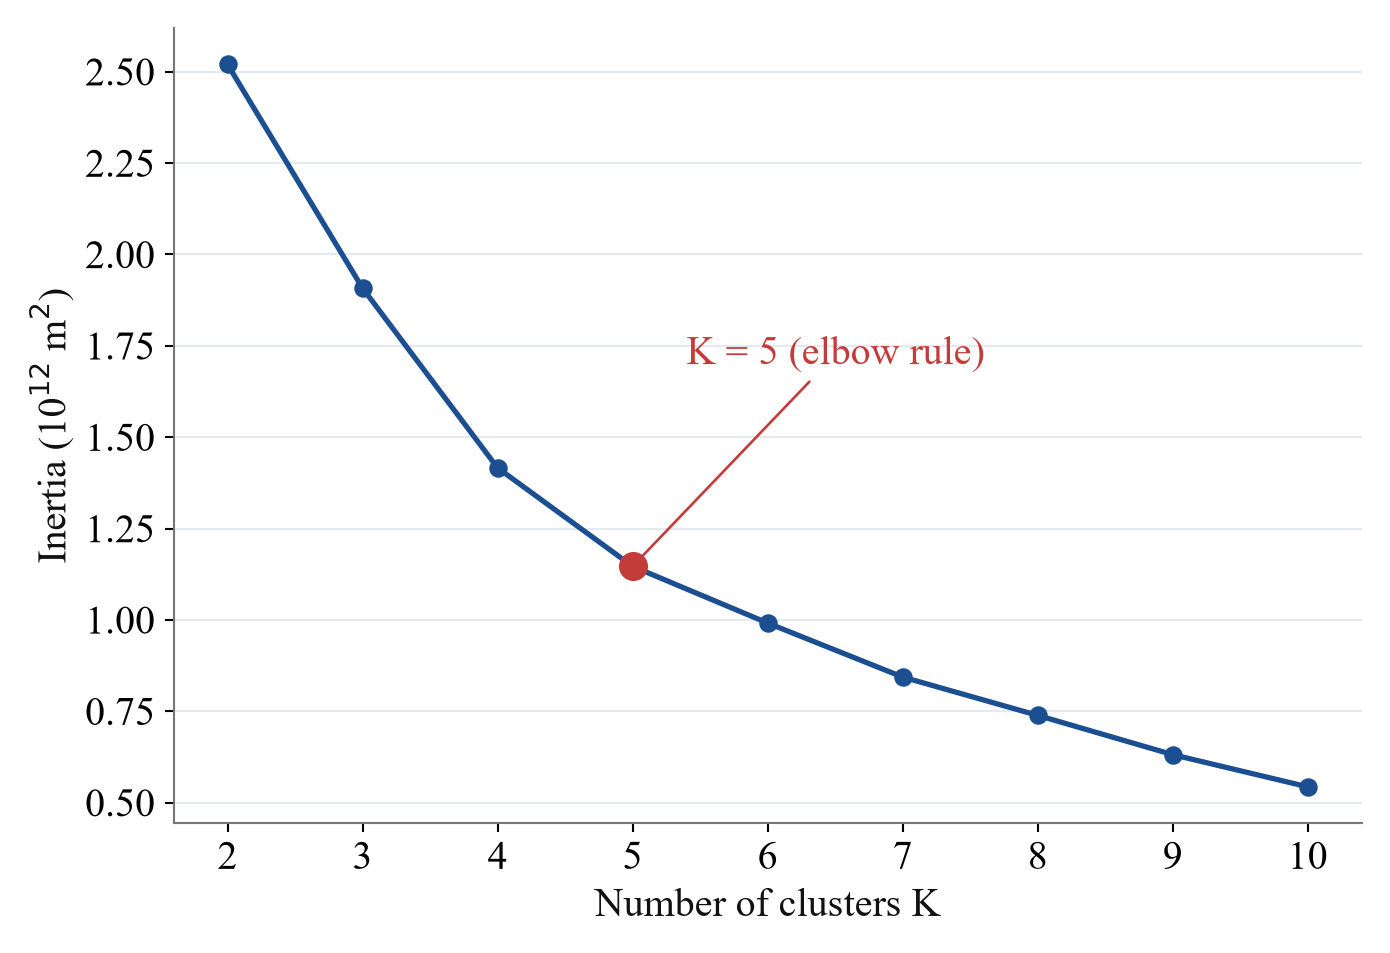 2.50
2.25
2.00
1.75
1.50
1.25
1.00
0.75
0.50
Inertia (10¹² m²)
K = 5 (elbow rule)
2 3 4 5 6 7 8 9 10
Number of clusters K